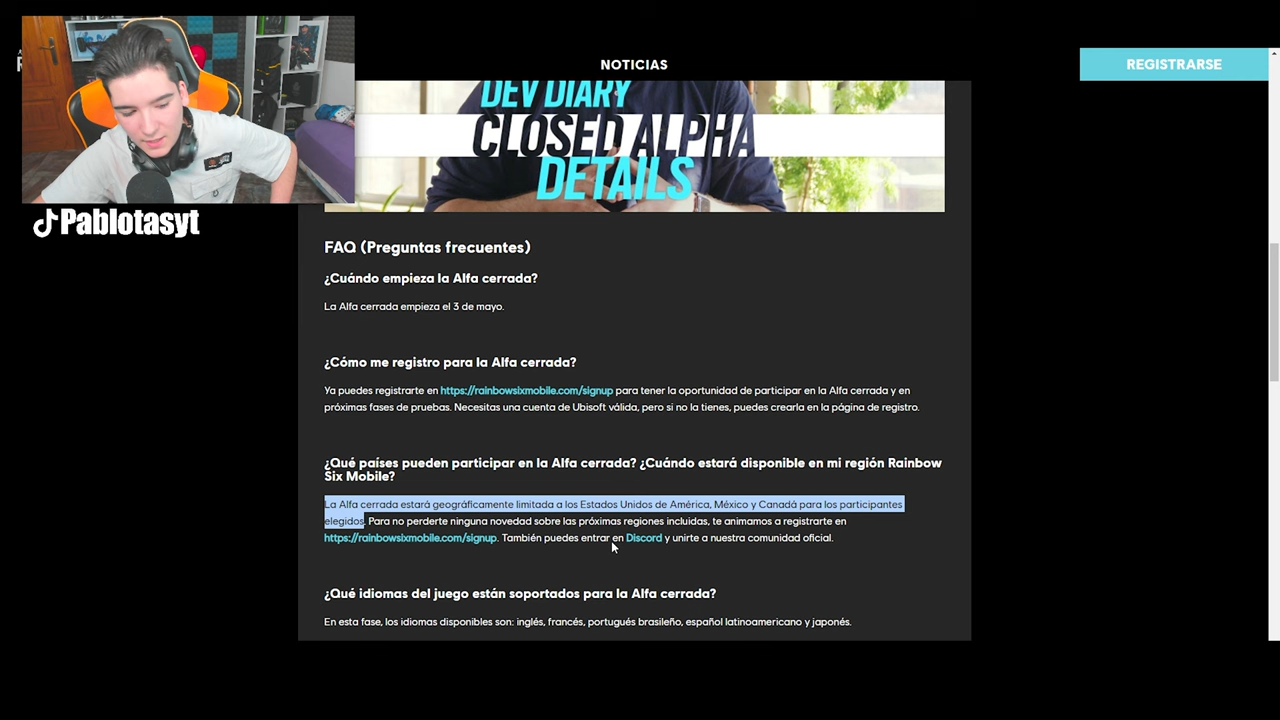 NOTICIAS
REGISTRARSE
DEV DIARY
CLOSED ALPHA
DETAILS
Pablotasyt
FAQ (Preguntas frecuentes)
¿Cuándo empieza la Alfa cerrada?
La Alfa cerrada empieza el 3 de mayo.
¿Cómo me registro para la Alfa cerrada?
Ya puedes registrarte en https://rainbowsixmobile.com/signup para tener la oportunidad de participar en la Alfa cerrada y en
próximas fases de pruebas. Necesitas una cuenta de Ubisoft válida, pero si no la tienes, puedes crearla en la página de registro.
¿Qué países pueden participar en la Alfa cerrada? ¿Cuándo estará disponible en mi región Rainbow
Six Mobile?
La Alfa cerrada estará geográficamente limitada a los Estados Unidos de América, México y Canadá para los participantes
elegidos. Para no perderte ninguna novedad sobre las próximas regiones incluidas, te animamos a registrarte en
https://rainbowsixmobile.com/signup. También puedes entrar en Discord y unirte a nuestra comunidad oficial.
¿Qué idiomas del juego están soportados para la Alfa cerrada?
En esta fase, los idiomas disponibles son: inglés, francés, portugués brasileño, español latinoamericano y japonés.